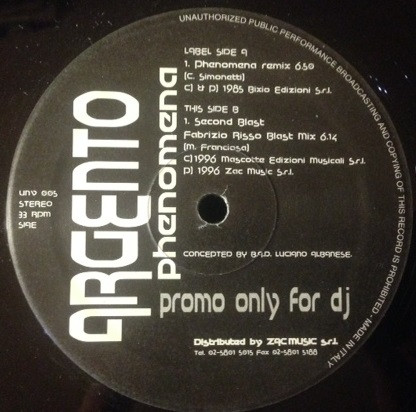 UNAUTHORIZED PUBLIC PERFORMANCE BROADCASTING AND COPYING OF THIS RECORD IS PROHIBITED - MADE IN ITALY
ARGENTO
phenomena
LABEL SIDE A
1. Phenomena remix 6.50
(C. Simonetti)
C) & P) 1985 Bixio Edizioni S.r.l.
THIS SIDE B
1. Second Blast
Fabrizio Risso Blast Mix 6.14
(M. Franciosa)
C)1996 Mascotte Edizioni Musicali S.r.l.
P) 1996 Zac Music S.r.l.
UNV 005
STEREO
33 Rpm
SIAE
CONCEPTED BY B.A.D. LUCIANO ALBANESE.
promo only for dj
Distributed by ZACMUSIC s.r.l.
Tel. 02-5801 5015 Fax 02-5801 5188